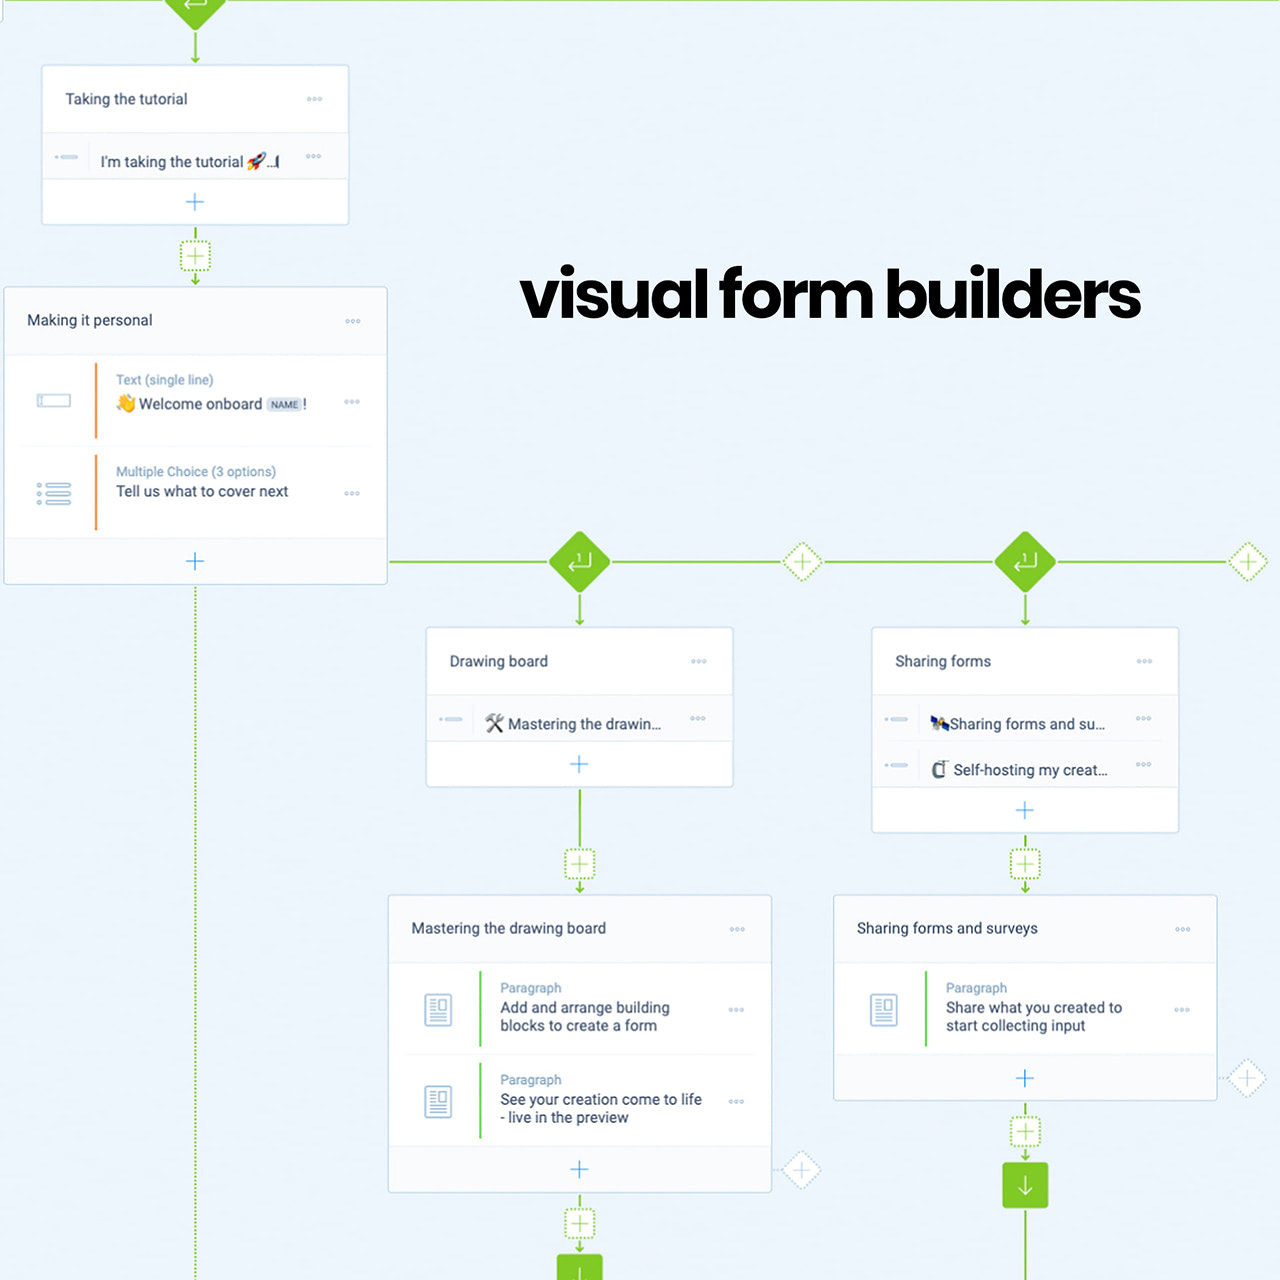 Taking the tutorial
I'm taking the tutorial 🚀...
visual form builders
Making it personal
Text (single line)
👋 Welcome onboard NAME !
Multiple Choice (3 options)
Tell us what to cover next
Drawing board
🛠 Mastering the drawin...
Sharing forms
🛰Sharing forms and su...
Self-hosting my creat...
Mastering the drawing board
Paragraph
Add and arrange building
blocks to create a form
Paragraph
See your creation come to life
- live in the preview
Sharing forms and surveys
Paragraph
Share what you created to
start collecting input